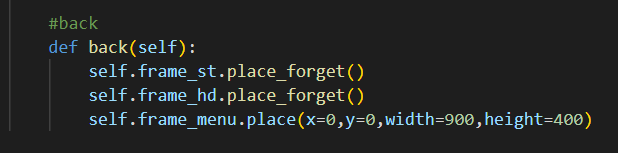 #back
def back(self):
    self.frame_st.place_forget()
    self.frame_hd.place_forget()
    self.frame_menu.place(x=0,y=0,width=900,height=400)